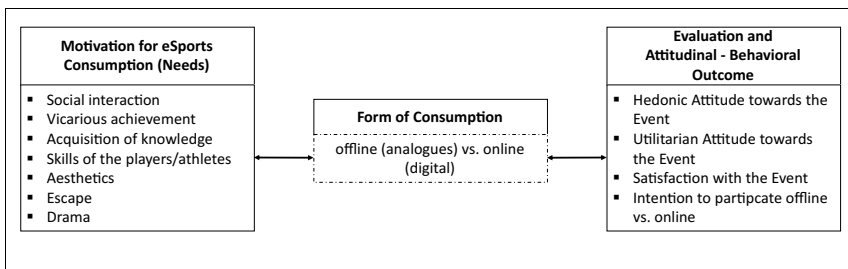 Motivation for eSports
Consumption (Needs)
▪ Social interaction
▪ Vicarious achievement
▪ Acquisition of knowledge
▪ Skills of the players/athletes
▪ Aesthetics
▪ Escape
▪ Drama
Form of Consumption
offline (analogues) vs. online
(digital)
Evaluation and
Attitudinal - Behavioral
Outcome
▪ Hedonic Attitude towards the
Event
▪ Utilitarian Attitude towards
the Event
▪ Satisfaction with the Event
▪ Intention to partipcate offline
vs. online